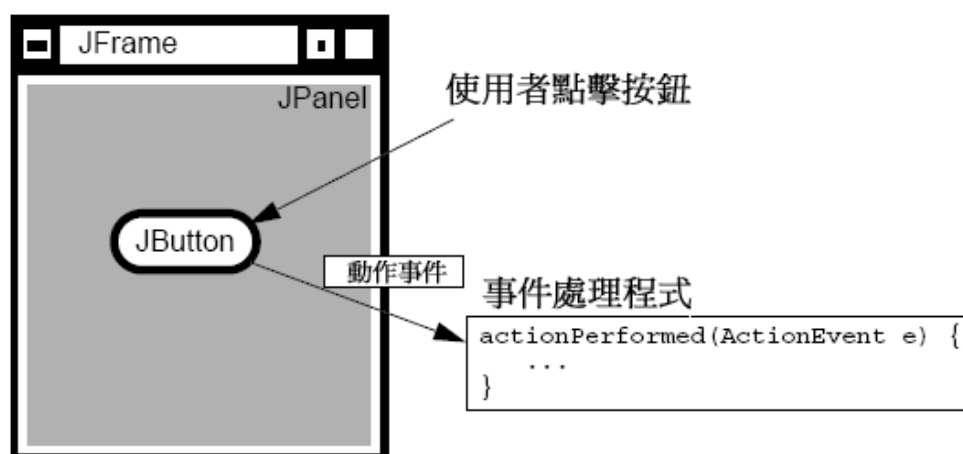 JFrame
JPanel
使用者點擊按鈕
JButton
動作事件
事件處理程式
actionPerformed(ActionEvent e) {
...
}